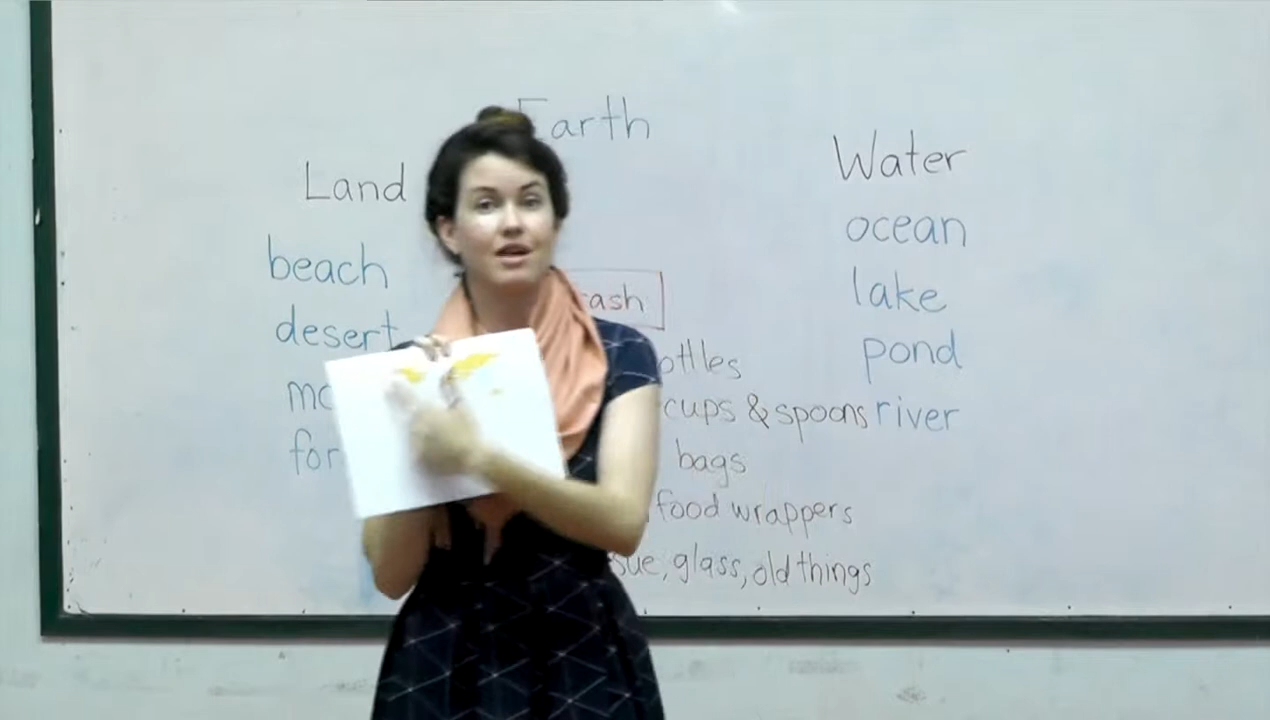 Earth
Land
Water
beach
ocean
desert
lake
pond
cups & spoons
river
bags
food wrappers
glass, old things